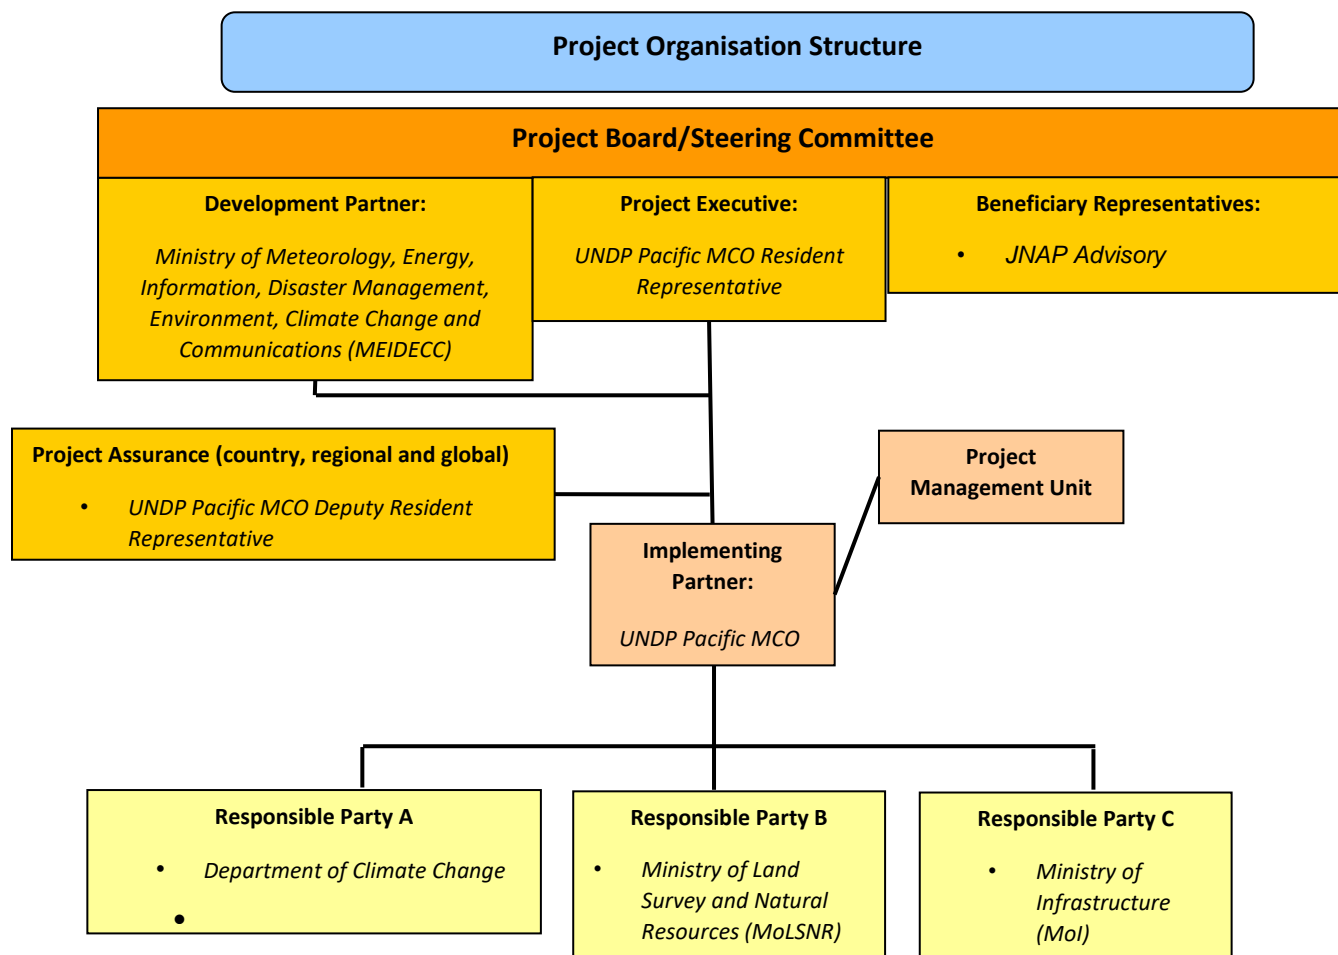 Project Organisation Structure
Project Board/Steering Committee
Development Partner:
Ministry of Meteorology, Energy,
Information, Disaster Management,
Environment, Climate Change and
Communications (MEIDECC)
Project Executive:
UNDP Pacific MCO Resident
Representative
Beneficiary Representatives:
• JNAP Advisory
Project Assurance (country, regional and global)
• UNDP Pacific MCO Deputy Resident
Representative
Project
Management Unit
Implementing
Partner:
UNDP Pacific MCO
Responsible Party A
• Department of Climate Change
•
Responsible Party B
• Ministry of Land
Survey and Natural
Resources (MoLSNR)
Responsible Party C
• Ministry of
Infrastructure
(MoI)